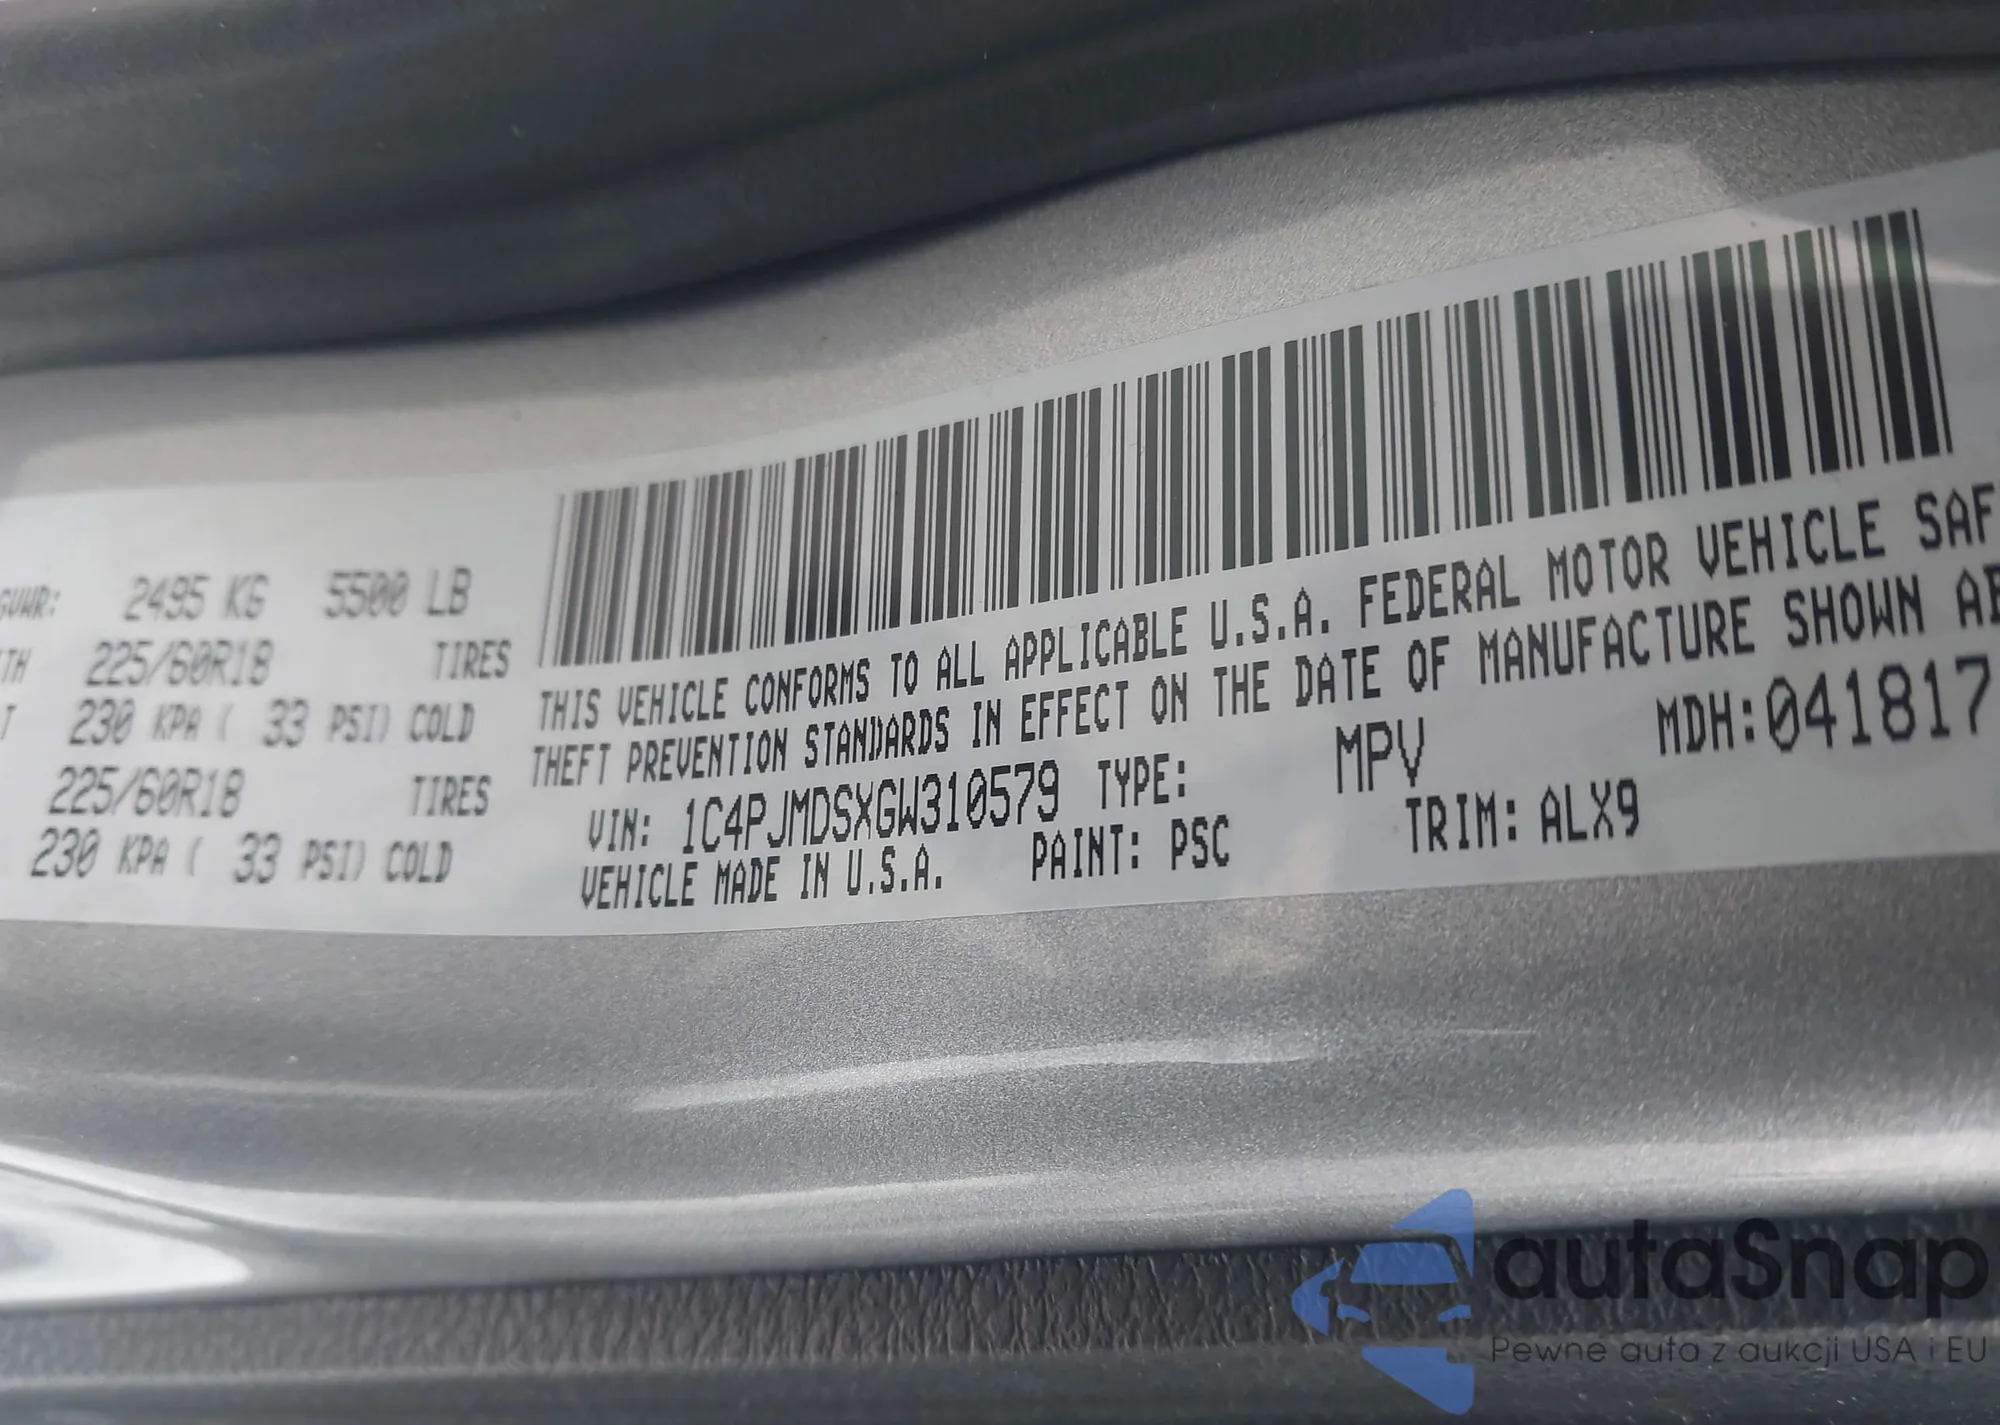 GVWR: 2495 KG 5500 LB
TH 225/60R18 TIRES
T 230 KPA ( 33 PSI) COLD
225/60R18 TIRES
230 KPA ( 33 PSI) COLD
THIS VEHICLE CONFORMS TO ALL APPLICABLE U.S.A. FEDERAL MOTOR VEHICLE SAF
THEFT PREVENTION STANDARDS IN EFFECT ON THE DATE OF MANUFACTURE SHOWN AB
VIN: 1C4PJMDSXGW310579 TYPE: MPV MDH:041817
VEHICLE MADE IN U.S.A. PAINT: PSC TRIM: ALX9
autaSnap
Pewne auta z aukcji USA i EU